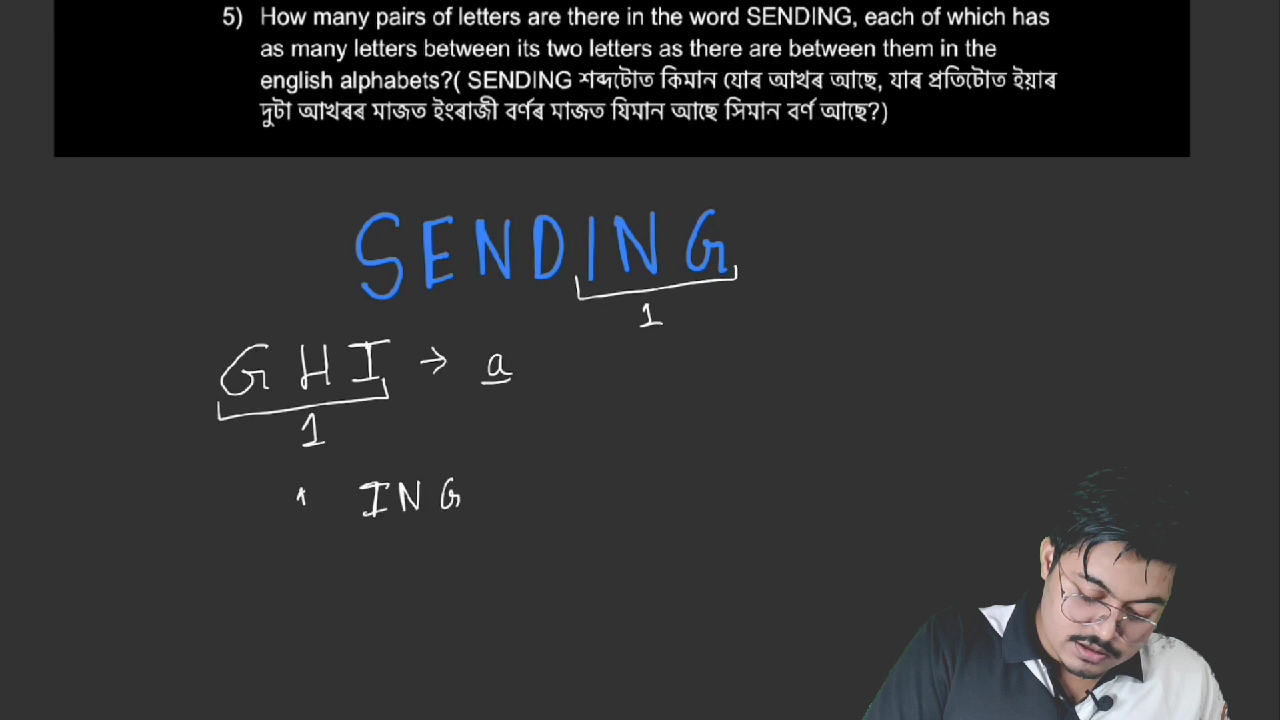 5) How many pairs of letters are there in the word SENDING, each of which has
as many letters between its two letters as there are between them in the
english alphabets?( SENDING শব্দটোত কিমান যোৰ আখৰ আছে, যাৰ প্ৰতিটোত ইয়াৰ
দুটা আখৰৰ মাজত ইংৰাজী বৰ্ণৰ মাজত যিমান আছে সিমান বৰ্ণ আছে?)
SENDING
1
GHI → a
1
ING